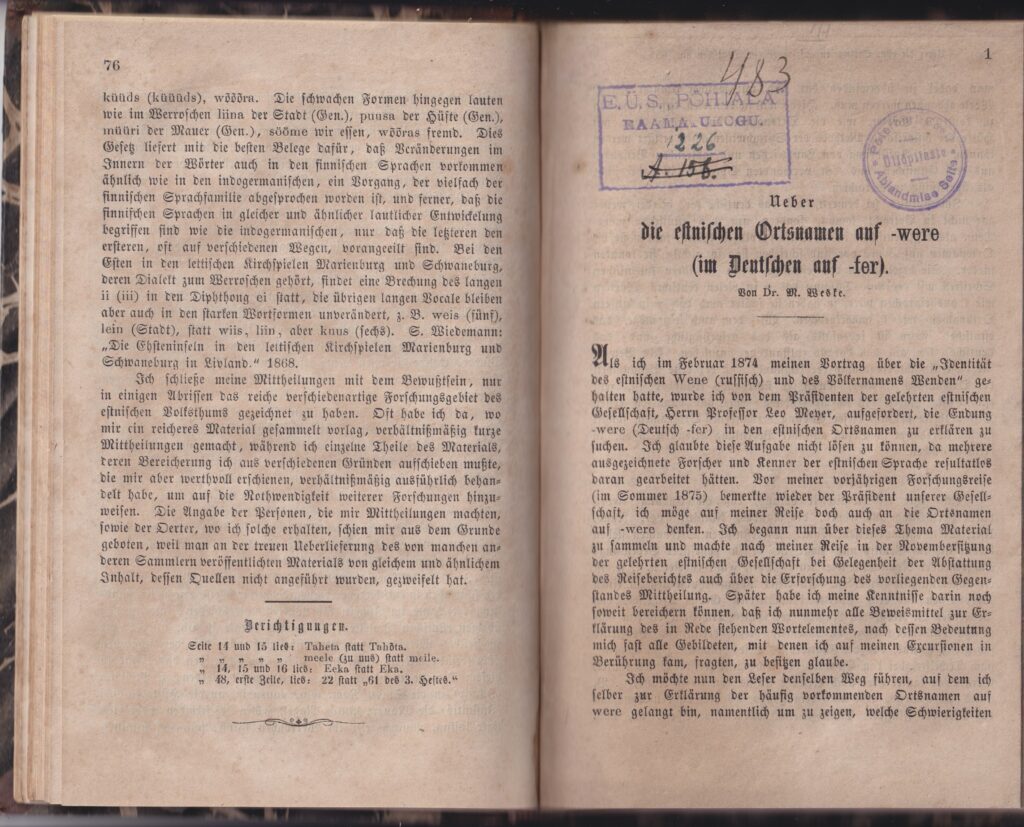 76
küüds (küüüds), wõõõra. Die schwachen Formen hingegen lauten
wie im Werroschen liina der Stadt (Gen.), puusa der Hüfte (Gen.),
müüri der Mauer (Gen.), sööme wir essen, wõõras fremd. Dies
Gesetz liefert mit die besten Belege dafür, daß Veränderungen im
Innern der Wörter auch in den finnischen Sprachen vorkommen
ähnlich wie in den indogermanischen, ein Vorgang, der vielfach der
finnischen Sprachfamilie abgesprochen worden ist, und ferner, daß die
finnischen Sprachen in gleicher und ähnlicher lautlicher Entwickelung
begriffen sind wie die indogermanischen, nur daß die letzteren den
ersteren, oft auf verschiedenen Wegen, vorangeeilt sind. Bei den
Esten in den lettischen Kirchspielen Marienburg und Schwaneburg,
deren Dialekt zum Werroschen gehört, findet eine Brechung des langen
ii (iii) in den Diphthong ei statt, die übrigen langen Vocale bleiben
aber auch in den starken Wortformen unverändert, z. B. weis (fünf),
lein (Stadt), statt wiis, liin, aber kuus (sechs). S. Wiedemann:
„Die Ehsteninseln in den lettischen Kirchspielen Marienburg und
Schwaneburg in Livland.“ 1868.
Ich schließe meine Mittheilungen mit dem Bewußtsein, nur
in einigen Abrissen das reiche verschiedenartige Forschungsgebiet des
estnischen Volksthums gezeichnet zu haben. Oft habe ich da, wo
mir ein reicheres Material gesammelt vorlag, verhältnißmäßig kurze
Mittheilungen gemacht, während ich einzelne Theile des Materials,
deren Bereicherung ich aus verschiedenen Gründen aufschieben mußte,
die mir aber werthvoll erschienen, verhältnißmäßig ausführlich behan-
delt habe, um auf die Nothwendigkeit weiterer Forschungen hinzu-
weisen. Die Angabe der Personen, die mir Mittheilungen machten,
sowie der Oerter, wo ich solche erhalten, schien mir aus dem Grunde
geboten, weil man an der treuen Ueberlieferung des von manchen an-
deren Sammlern veröffentlichten Materials von gleichem und ähnlichem
Inhalt, dessen Quellen nicht angeführt wurden, gezweifelt hat.
Berichtigungen.
Seite 14 und 15 lies: Taheta statt Tahõta.
„ „ „ „ „ meele (zu uns) statt meile.
„ 14, 15 und 16 lies: Eeka statt Eka.
„ 48, erste Zeile, lies: 22 statt „61 des 3. Heftes.“
1
483
E.Ü.S. „PÕHJALA“
RAAMATUKOGU.
1226
A. 158.
Ueber
die estnischen Ortsnamen auf -were
(im Deutschen auf -fer).
Von Dr. M. Weske.
Als ich im Februar 1874 meinen Vortrag über die „Identität
des estnischen Wene (russisch) und des Völkernamens Wenden“ ge-
halten hatte, wurde ich von dem Präsidenten der gelehrten estnischen
Gesellschaft, Herrn Professor Leo Meyer, aufgefordert, die Endung
-were (Deutsch -fer) in den estnischen Ortsnamen zu erklären zu
suchen. Ich glaubte diese Aufgabe nicht lösen zu können, da mehrere
ausgezeichnete Forscher und Kenner der estnischen Sprache resultatlos
daran gearbeitet hätten. Vor meiner vorjährigen Forschungsreise
(im Sommer 1875) bemerkte wieder der Präsident unserer Gesell-
schaft, ich möge auf meiner Reise doch auch an die Ortsnamen
auf -were denken. Ich begann nun über dieses Thema Material
zu sammeln und machte nach meiner Reise in der Novembersitzung
der gelehrten estnischen Gesellschaft bei Gelegenheit der Abstattung
des Reiseberichtes auch über die Erforschung des vorliegenden Gegen-
standes Mittheilung. Später habe ich meine Kenntnisse darin noch
soweit bereichern können, daß ich nunmehr alle Beweismittel zur Er-
klärung des in Rede stehenden Wortelementes, nach dessen Bedeutung
mich fast alle Gebildeten, mit denen ich auf meinen Excursionen in
Berührung kam, fragten, zu besitzen glaube.
Ich möchte nun den Leser denselben Weg führen, auf dem ich
selber zur Erklärung der häufig vorkommenden Ortsnamen auf
were gelangt bin, namentlich um zu zeigen, welche Schwierigkeiten